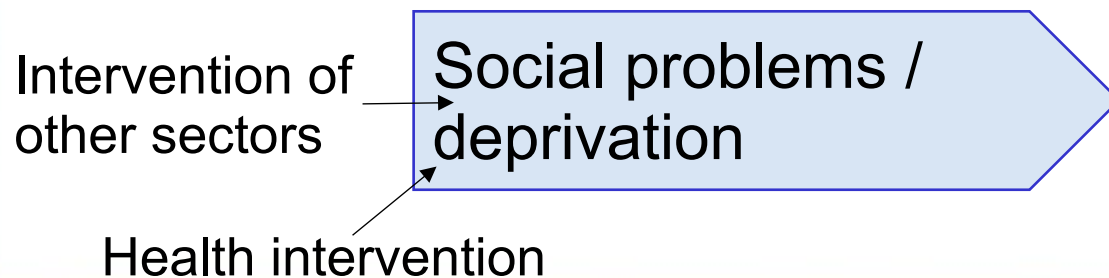 Intervention of
other sectors
Social problems /
deprivation
Health intervention